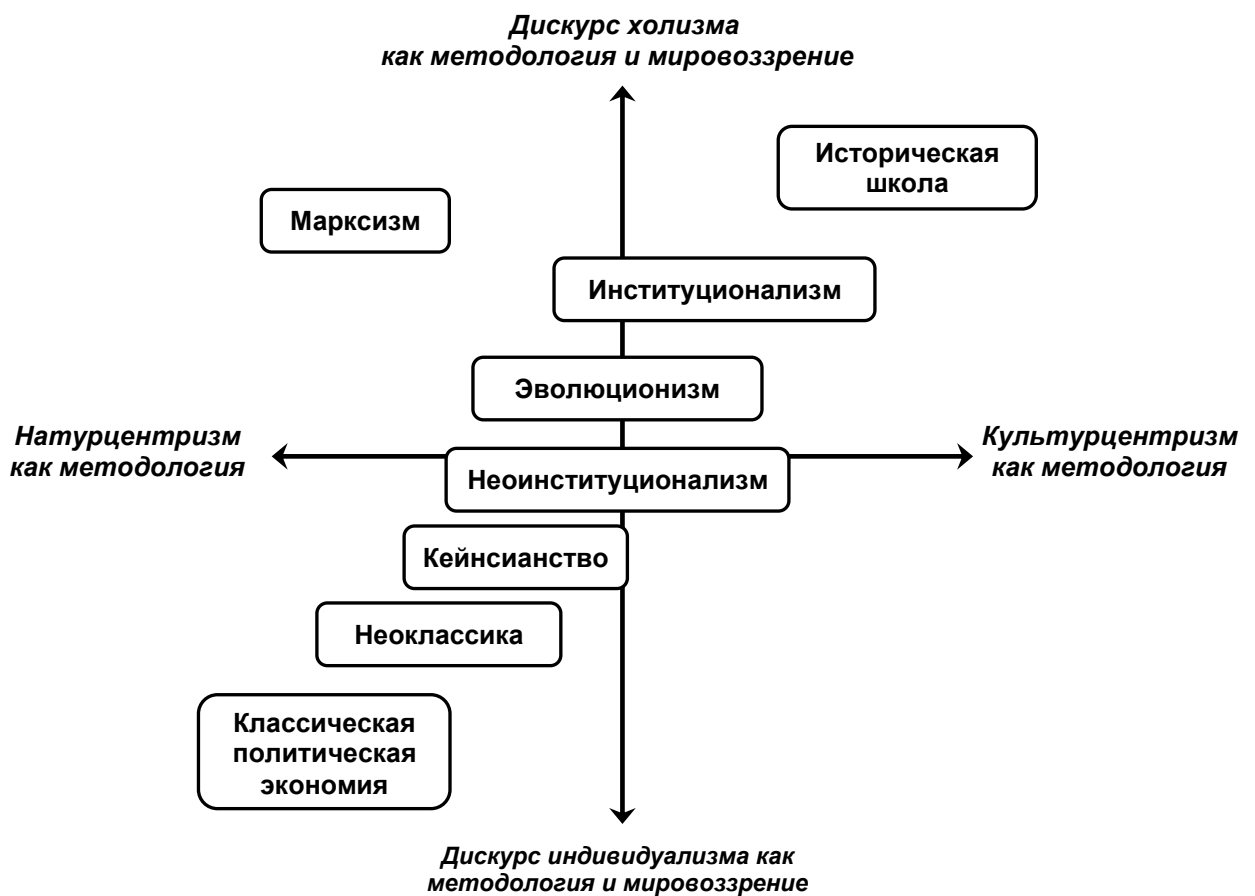 Дискурс холизма
как методология и мировоззрение
Историческая
школа
Марксизм
Институционализм
Эволюционизм
Натурцентризм
как методология
Культурцентризм
как методология
Неоинституционализм
Кейнсианство
Неоклассика
Классическая
политическая
экономия
Дискурс индивидуализма как
методология и мировоззрение